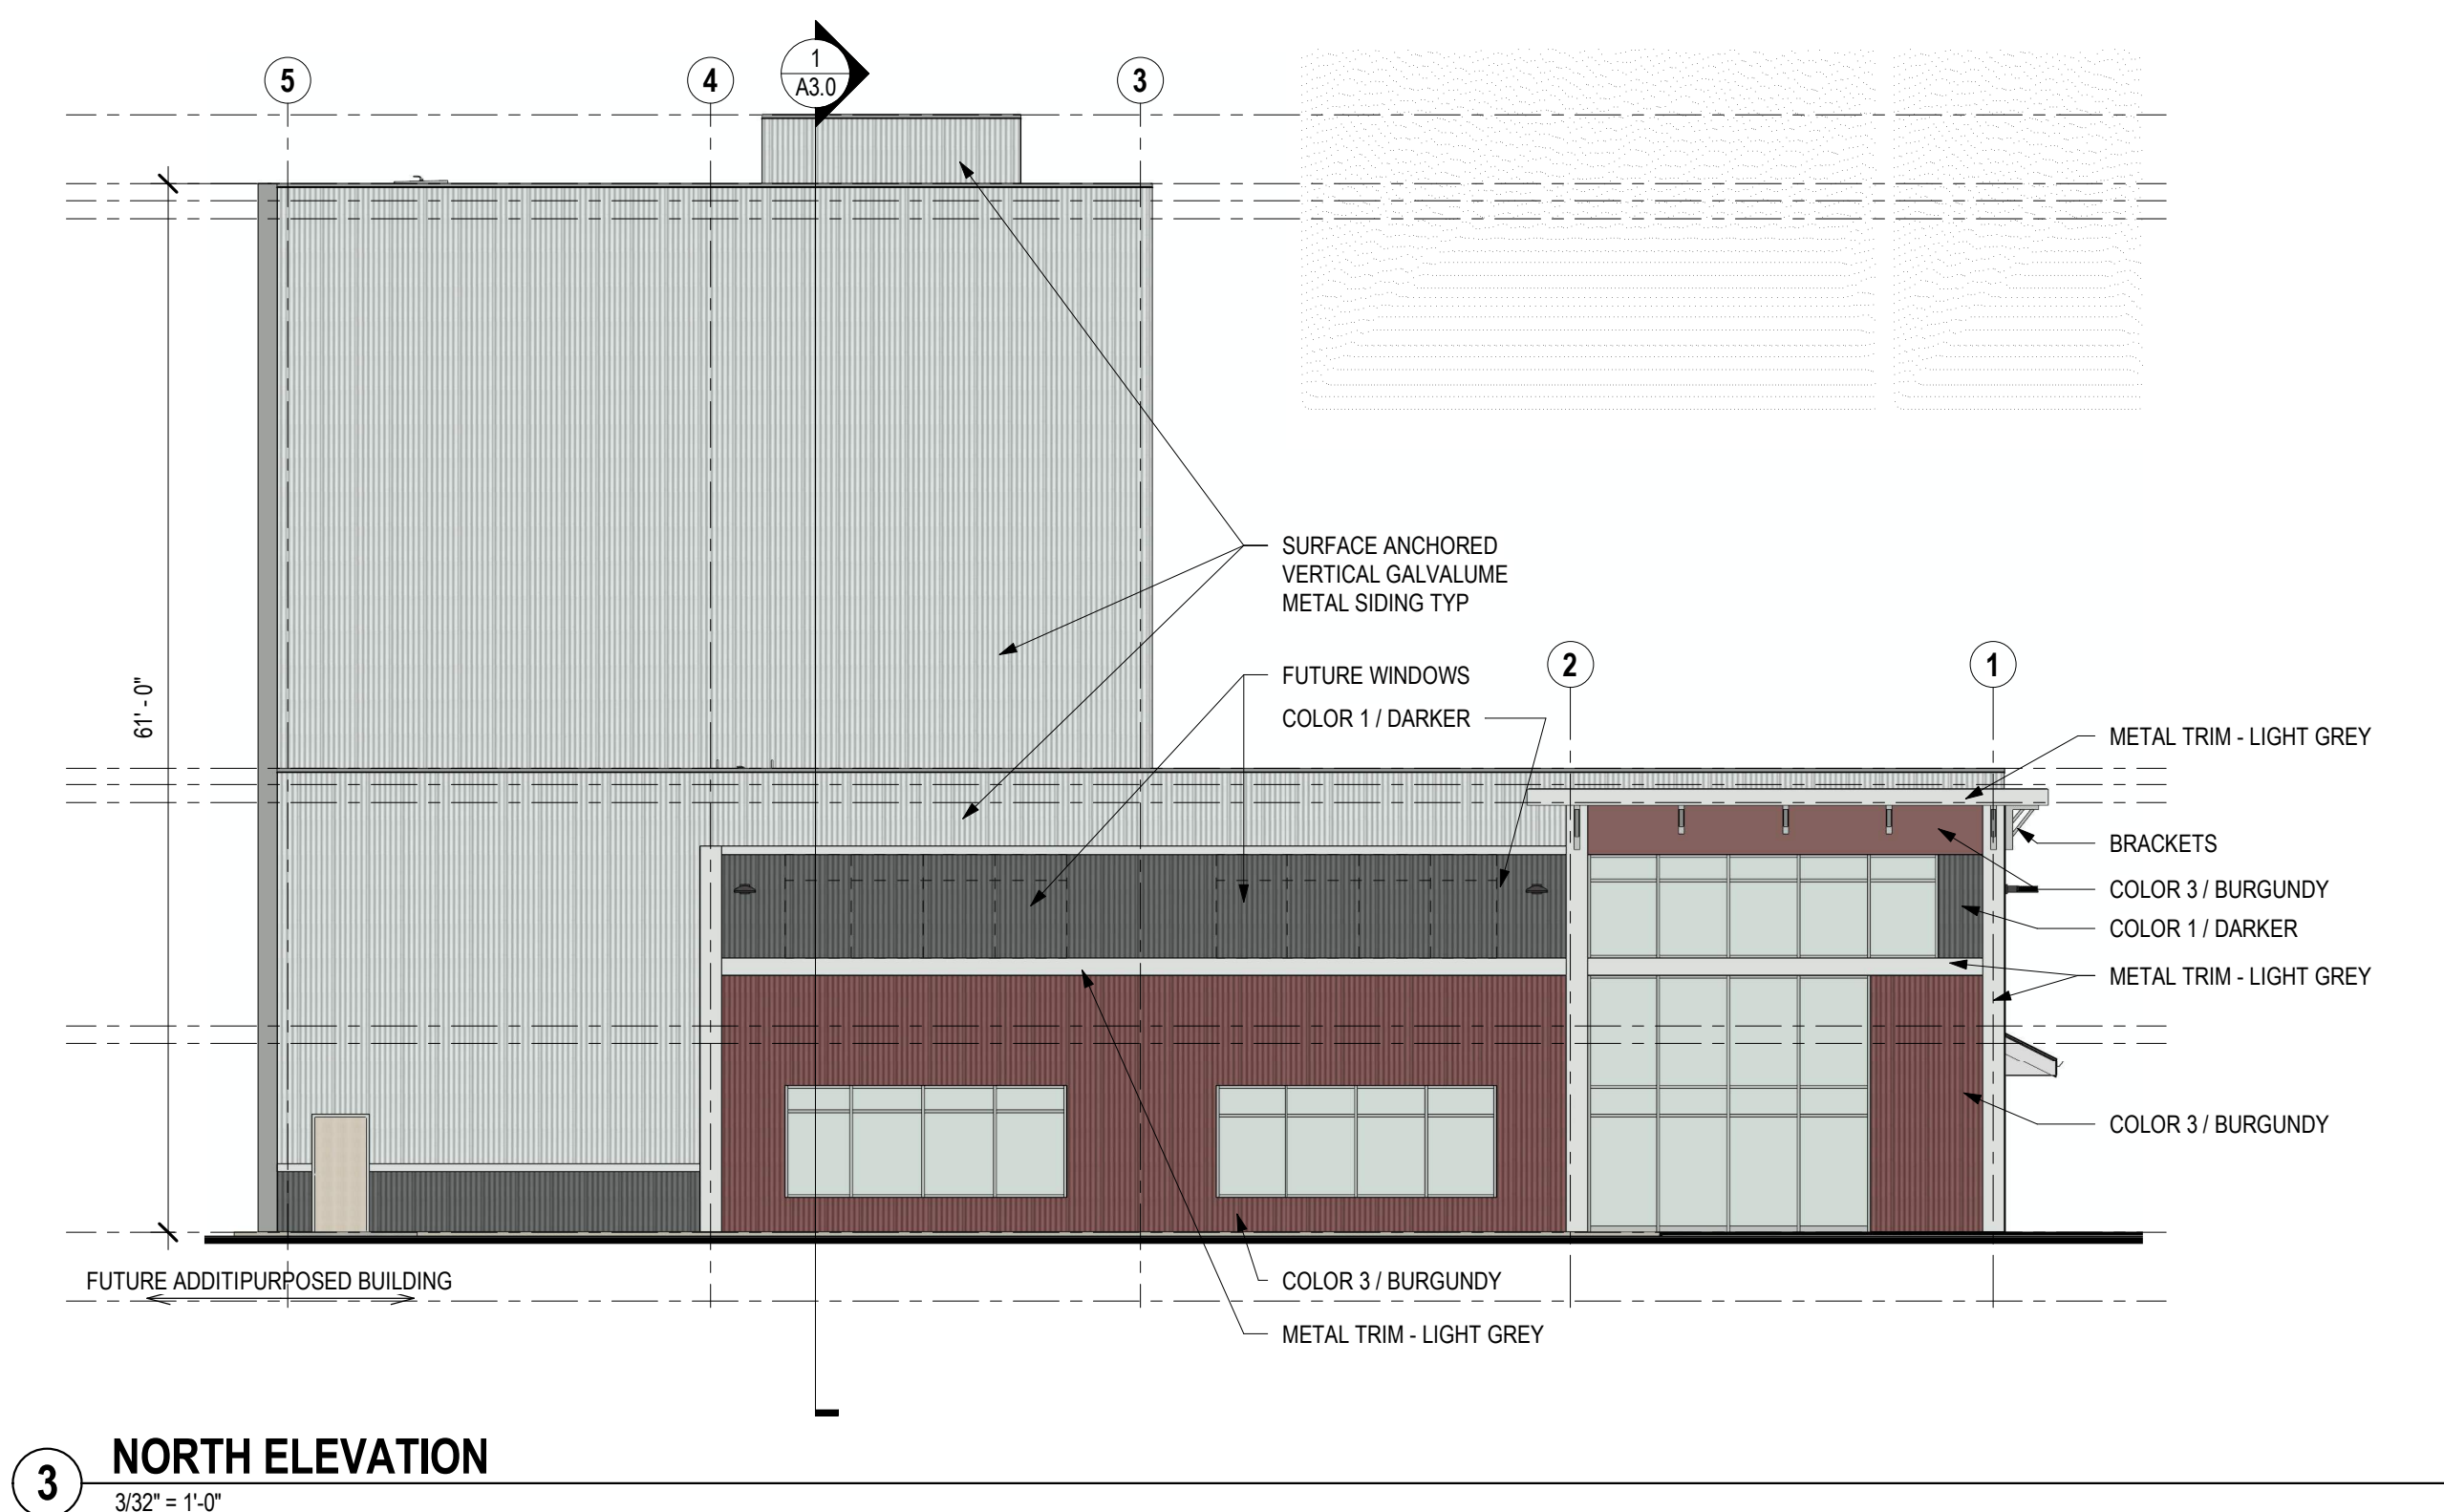 5
4
1
A3.0
3
SURFACE ANCHORED
VERTICAL GALVALUME
METAL SIDING TYP
FUTURE WINDOWS
COLOR 1 / DARKER
2
1
61' - 0"
METAL TRIM - LIGHT GREY
BRACKETS
COLOR 3 / BURGUNDY
COLOR 1 / DARKER
METAL TRIM - LIGHT GREY
COLOR 3 / BURGUNDY
FUTURE ADDITIPURPOSED BUILDING
COLOR 3 / BURGUNDY
METAL TRIM - LIGHT GREY
3
NORTH ELEVATION
3/32" = 1'-0"